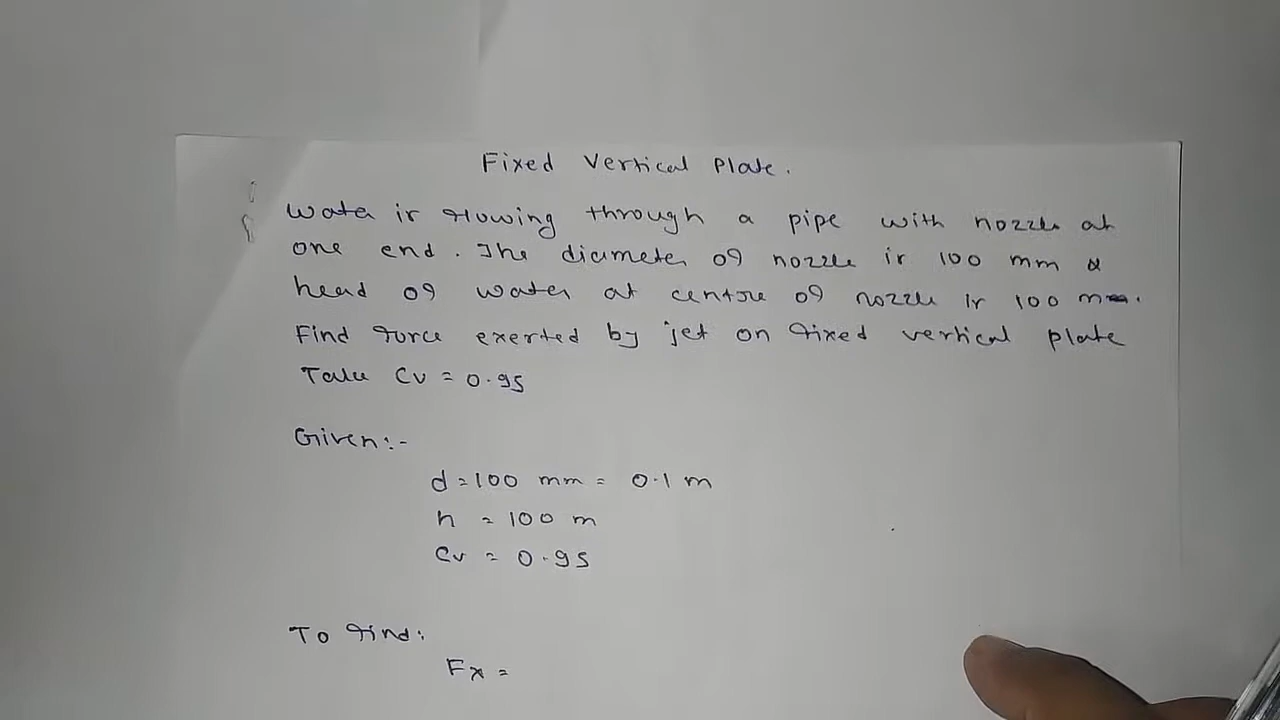 Fixed Vertical Plate.
Water is flowing through a pipe with nozzle at
one end. The diameter of nozzle is 100 mm &
head of water at centre of nozzle is 100 m.
Find force exerted by jet on fixed vertical plate
Take Cv = 0.95
Given:-
d = 100 mm = 0.1 m
h = 100 m
Cv = 0.95
To find:
Fx =